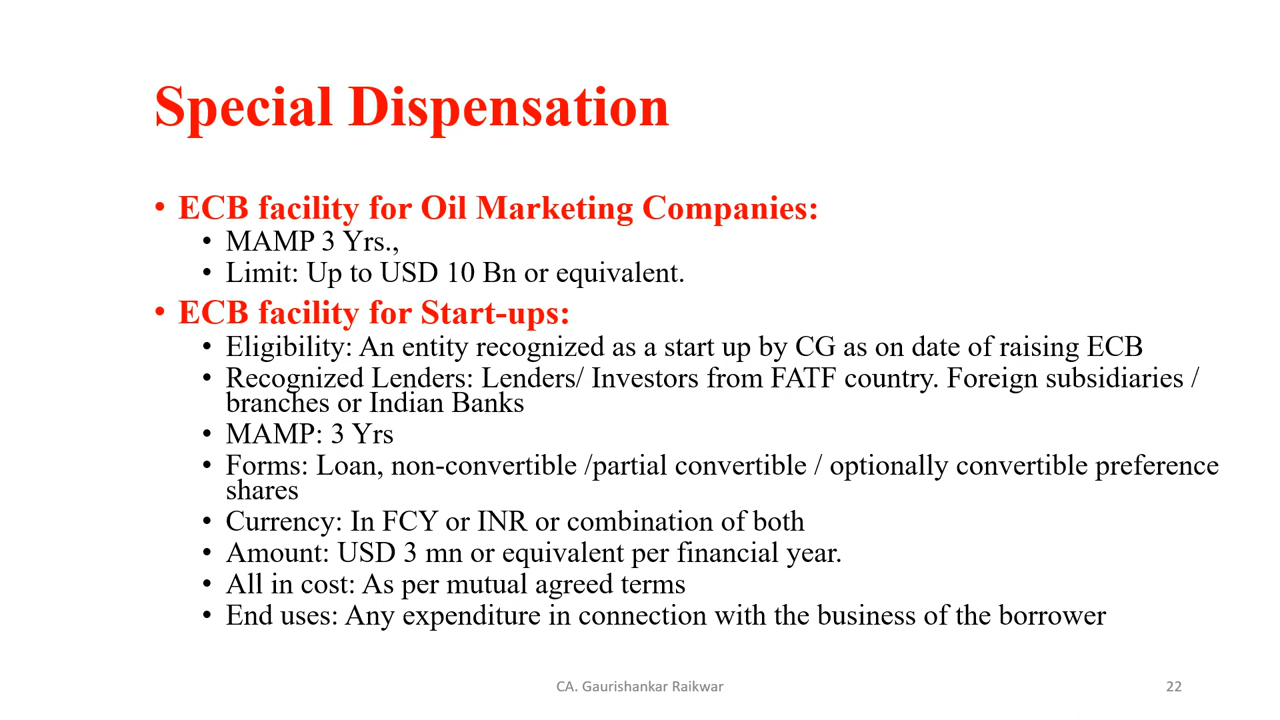 Special Dispensation
• ECB facility for Oil Marketing Companies:
• MAMP 3 Yrs.,
• Limit: Up to USD 10 Bn or equivalent.
• ECB facility for Start-ups:
• Eligibility: An entity recognized as a start up by CG as on date of raising ECB
• Recognized Lenders: Lenders/ Investors from FATF country. Foreign subsidiaries /
branches or Indian Banks
• MAMP: 3 Yrs
• Forms: Loan, non-convertible /partial convertible / optionally convertible preference
shares
• Currency: In FCY or INR or combination of both
• Amount: USD 3 mn or equivalent per financial year.
• All in cost: As per mutual agreed terms
• End uses: Any expenditure in connection with the business of the borrower
CA. Gaurishankar Raikwar
22